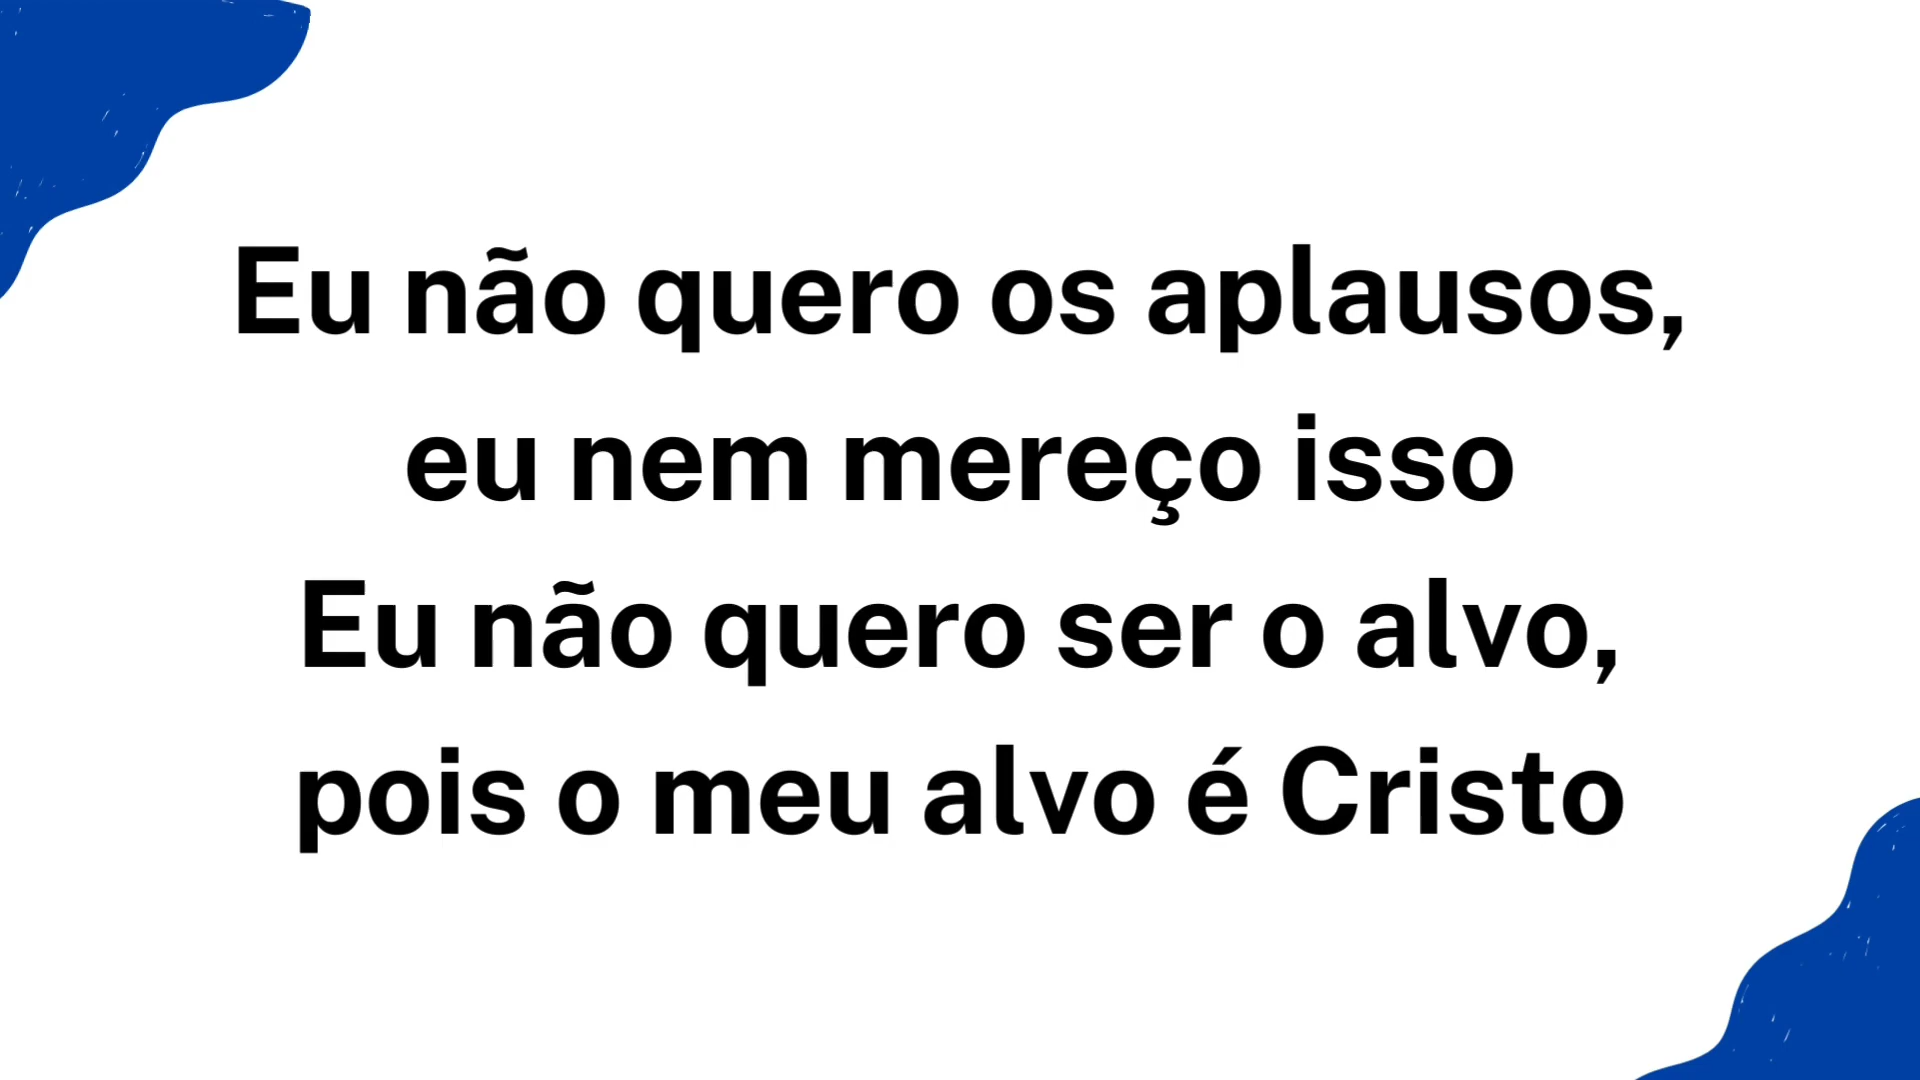 Eu não quero os aplausos,
eu nem mereço isso
Eu não quero ser o alvo,
pois o meu alvo é Cristo